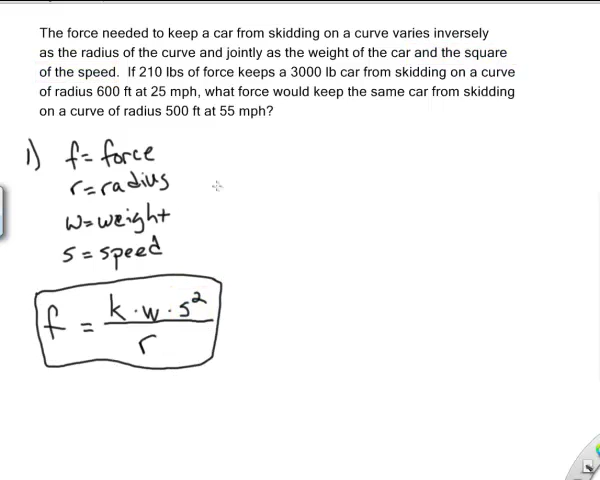 The force needed to keep a car from skidding on a curve varies inversely
as the radius of the curve and jointly as the weight of the car and the square
of the speed. If 210 lbs of force keeps a 3000 lb car from skidding on a curve
of radius 600 ft at 25 mph, what force would keep the same car from skidding
on a curve of radius 500 ft at 55 mph?
1) f = force
r = radius
w = weight
s = speed
f = k · w · s² / r